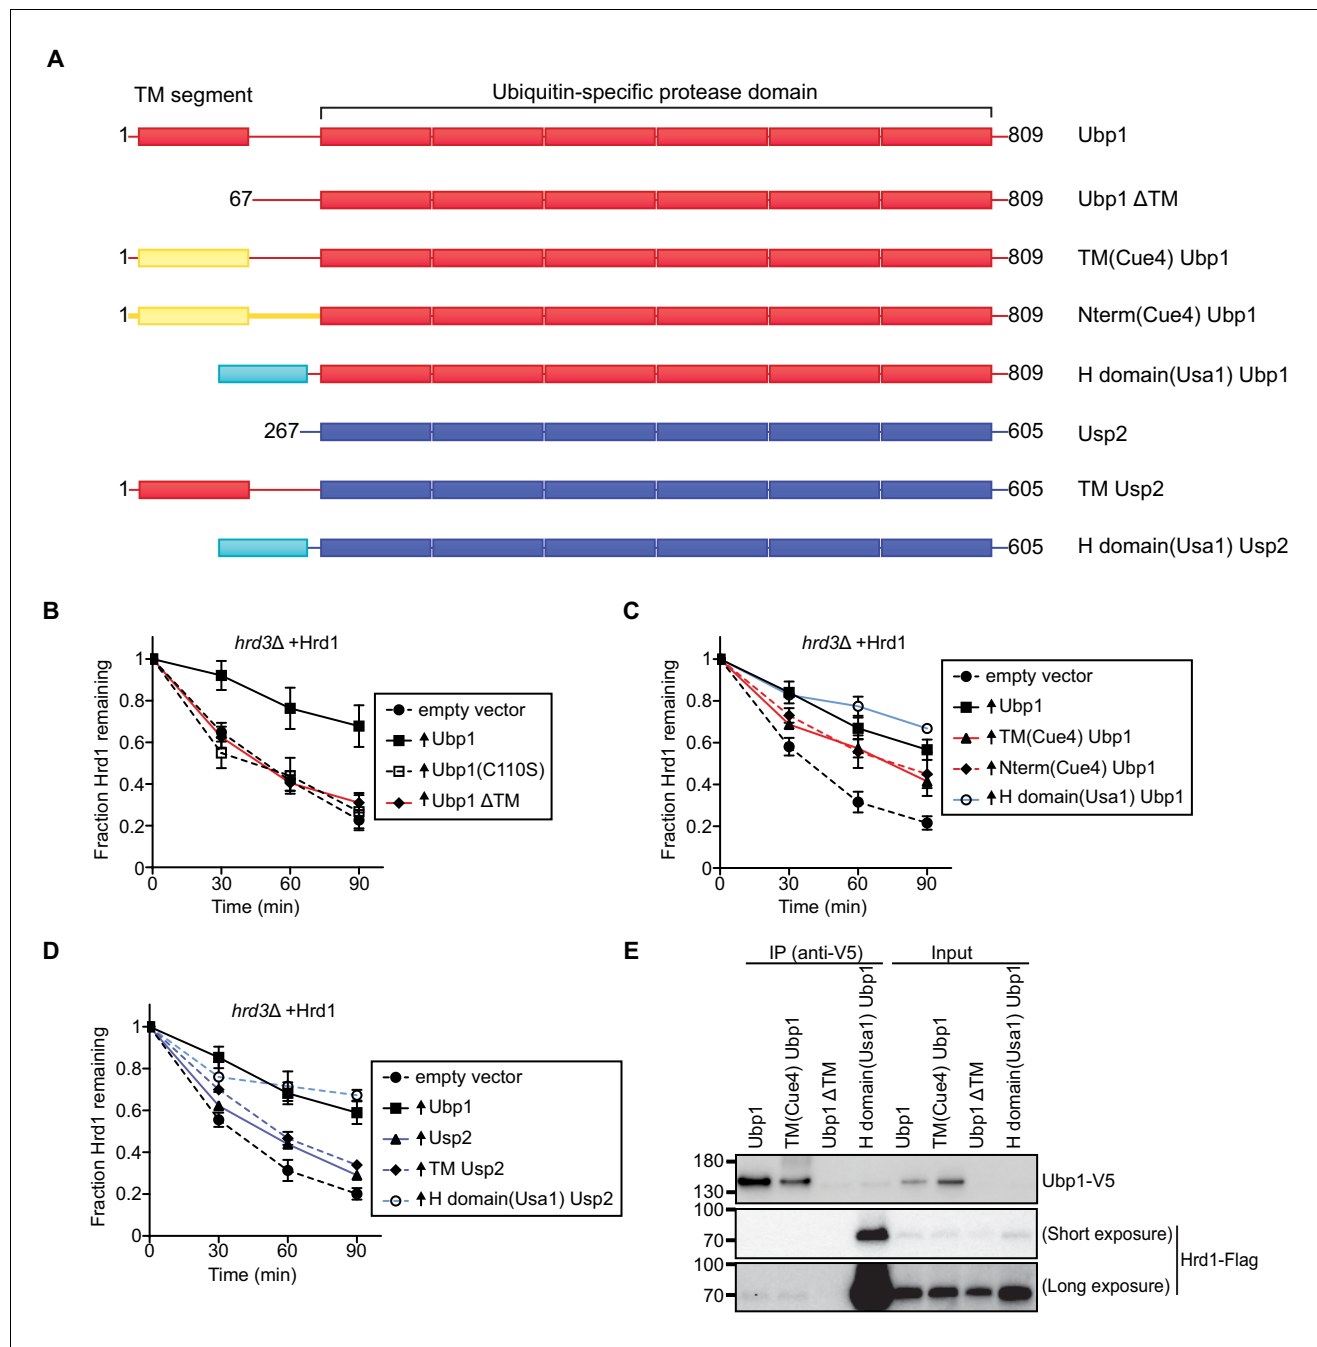 A
TM segment
Ubiquitin-specific protease domain
1 809 Ubp1
67 809 Ubp1 ΔTM
1 809 TM(Cue4) Ubp1
1 809 Nterm(Cue4) Ubp1
809 H domain(Usa1) Ubp1
267 605 Usp2
1 605 TM Usp2
605 H domain(Usa1) Usp2
B
hrd3Δ +Hrd1
Fraction Hrd1 remaining
1
0.8
0.6
0.4
0.2
0
0 30 60 90
Time (min)
empty vector
Ubp1
Ubp1(C110S)
Ubp1 ΔTM
C
hrd3Δ +Hrd1
Fraction Hrd1 remaining
1
0.8
0.6
0.4
0.2
0
0 30 60 90
Time (min)
empty vector
Ubp1
TM(Cue4) Ubp1
Nterm(Cue4) Ubp1
H domain(Usa1) Ubp1
D
hrd3Δ +Hrd1
Fraction Hrd1 remaining
1
0.8
0.6
0.4
0.2
0
0 30 60 90
Time (min)
empty vector
Ubp1
Usp2
TM Usp2
H domain(Usa1) Usp2
E
IP (anti-V5) Input
Ubp1
TM(Cue4) Ubp1
Ubp1 ΔTM
H domain(Usa1) Ubp1
Ubp1
TM(Cue4) Ubp1
Ubp1 ΔTM
H domain(Usa1) Ubp1
180
130
Ubp1-V5
100
70
(Short exposure)
Hrd1-Flag
100
70
(Long exposure)